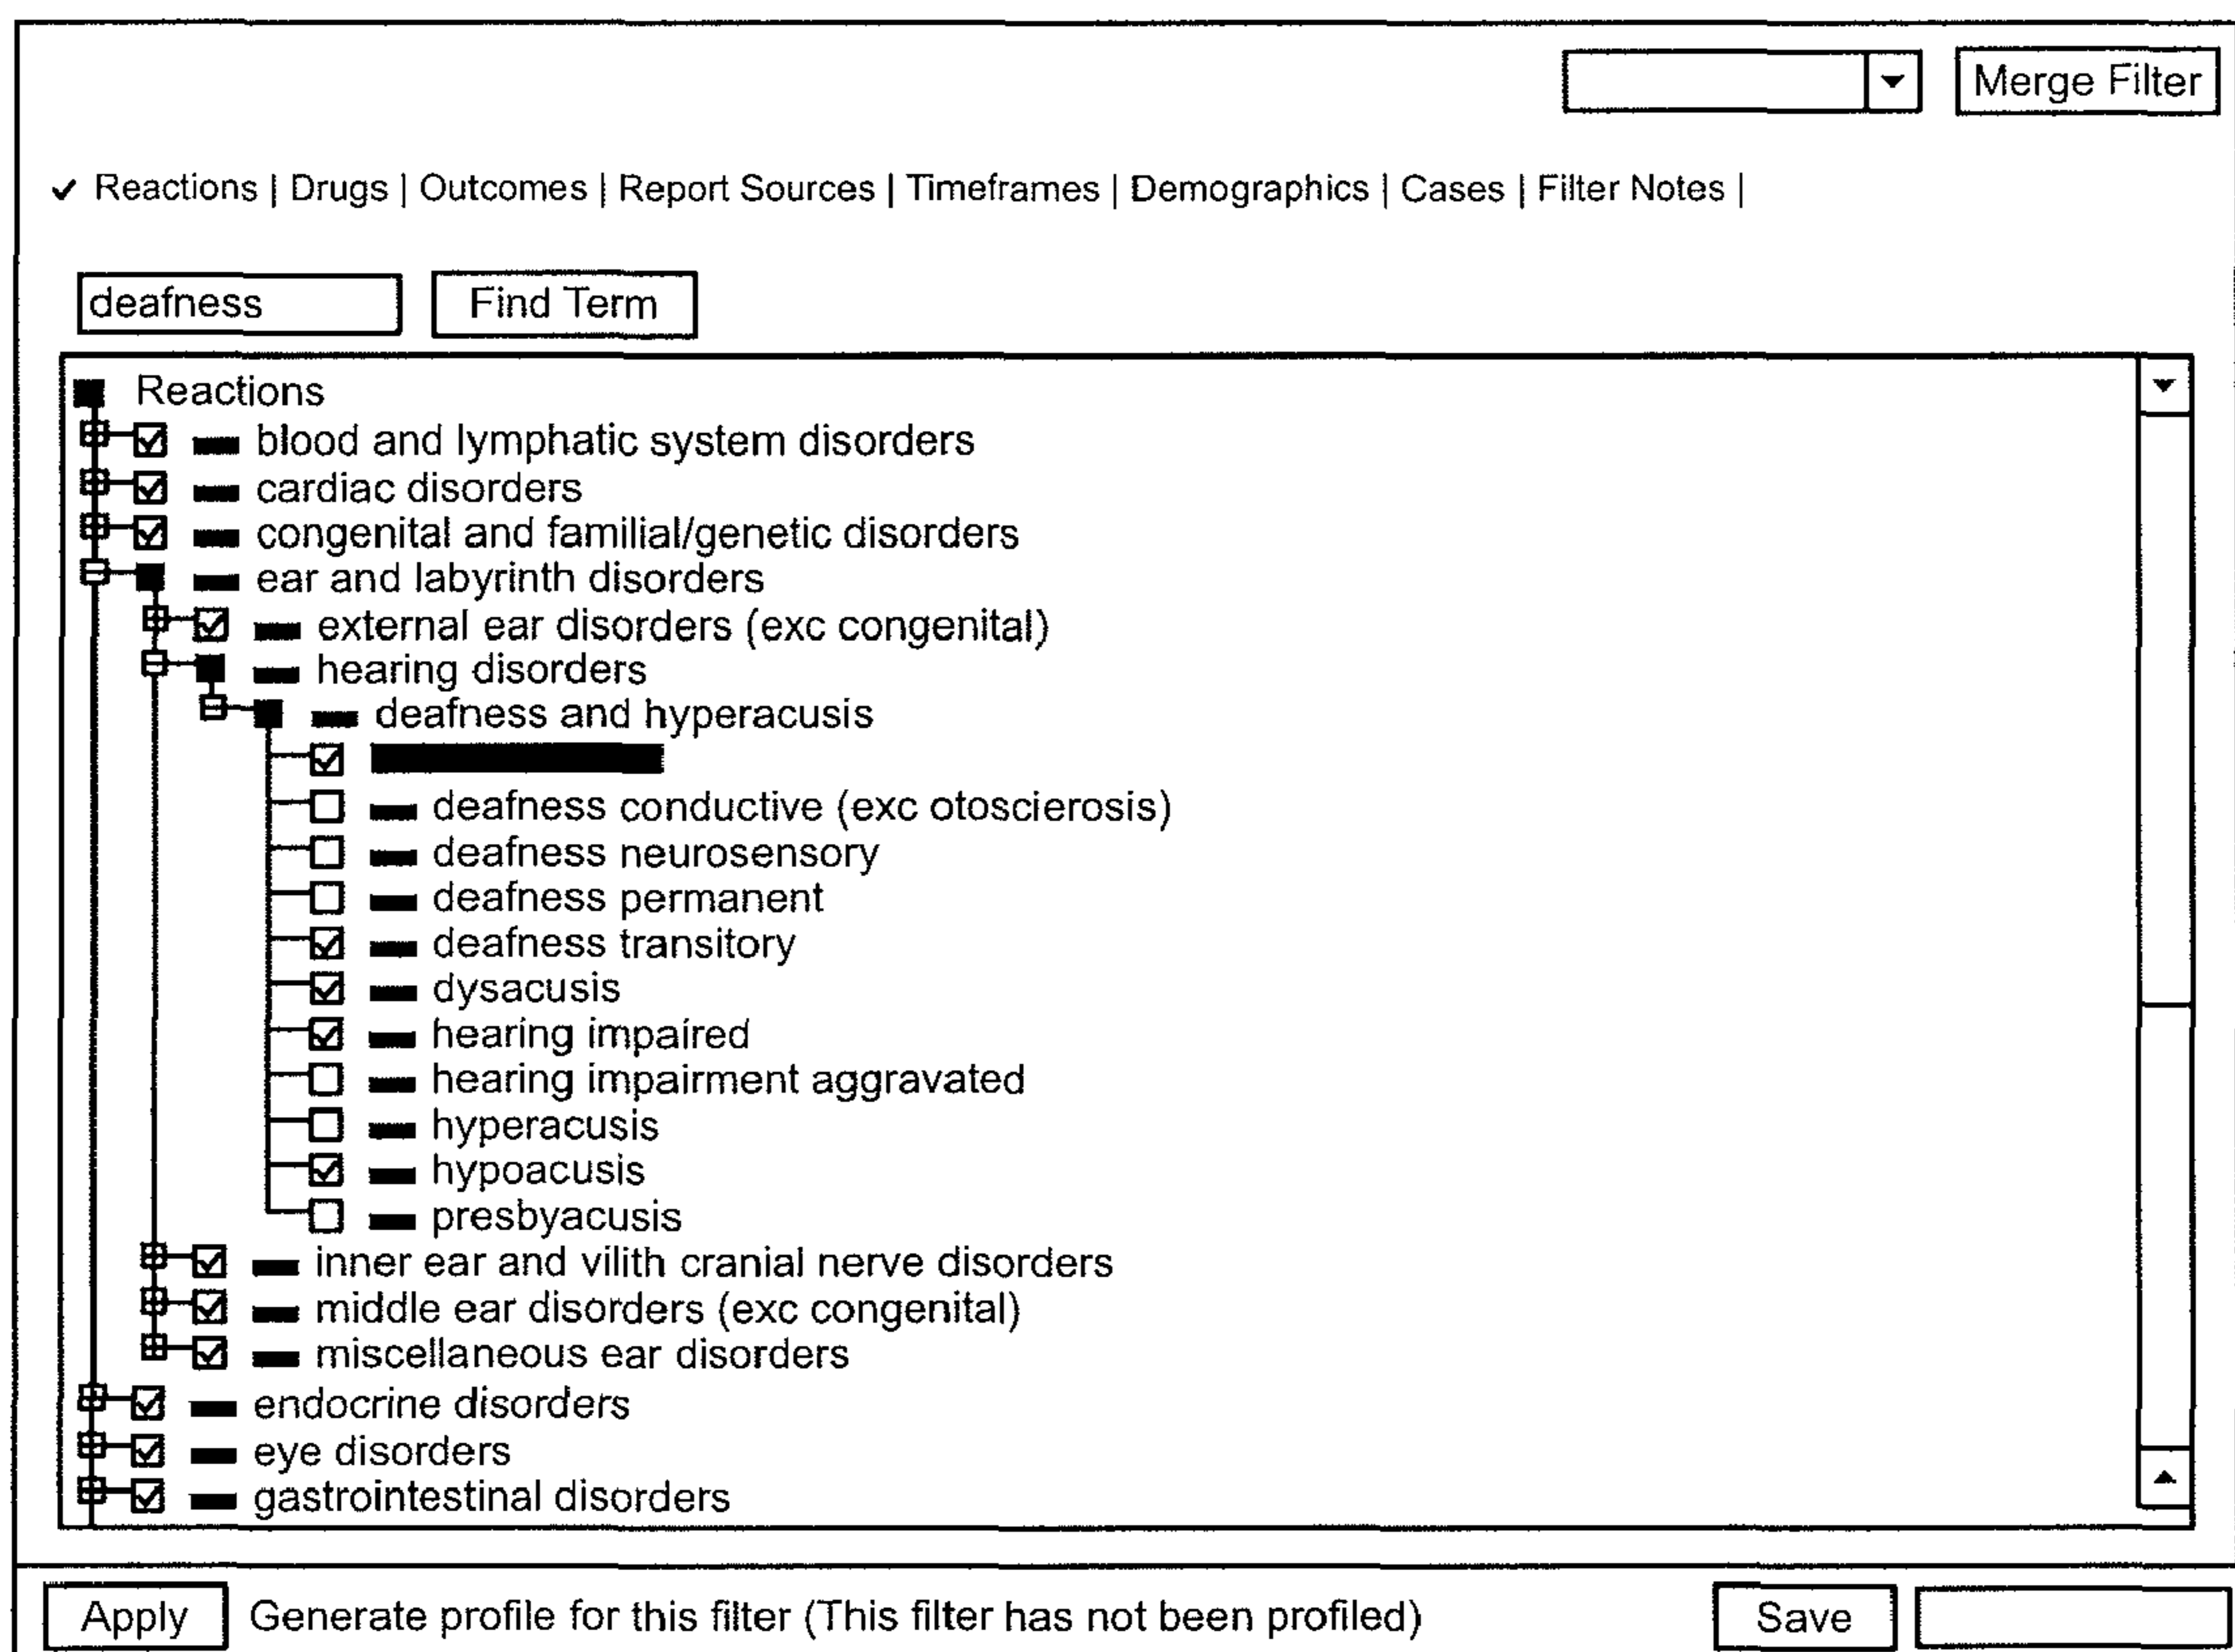 Merge Filter
✓ Reactions | Drugs | Outcomes | Report Sources | Timeframes | Demographics | Cases | Filter Notes |
deafness Find Term
Reactions
blood and lymphatic system disorders
cardiac disorders
congenital and familial/genetic disorders
ear and labyrinth disorders
external ear disorders (exc congenital)
hearing disorders
deafness and hyperacusis
deafness conductive (exc otoscierosis)
deafness neurosensory
deafness permanent
deafness transitory
dysacusis
hearing impaired
hearing impairment aggravated
hyperacusis
hypoacusis
presbyacusis
inner ear and vilith cranial nerve disorders
middle ear disorders (exc congenital)
miscellaneous ear disorders
endocrine disorders
eye disorders
gastrointestinal disorders
Apply Generate profile for this filter (This filter has not been profiled) Save